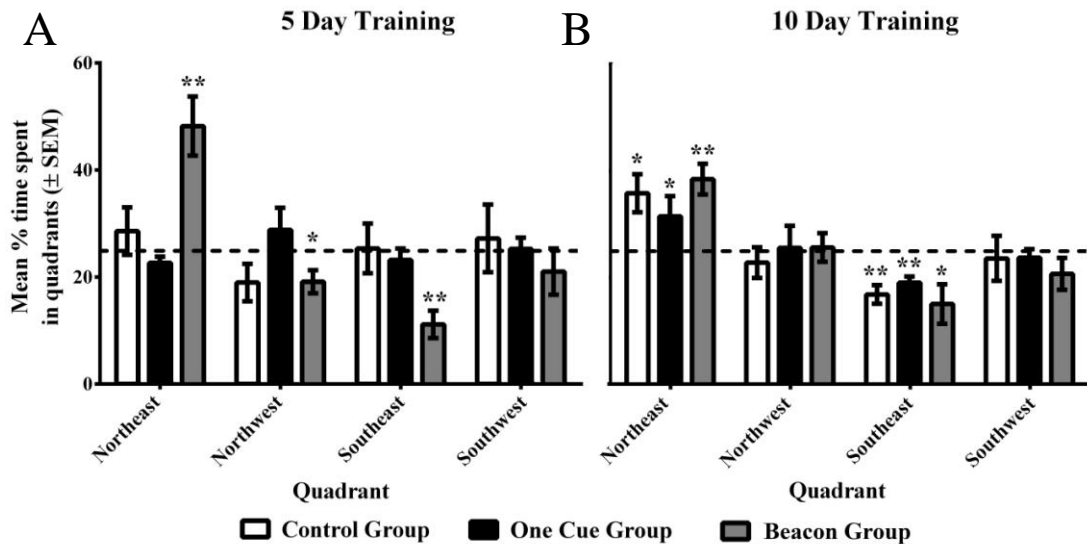 A
5 Day Training
B
10 Day Training
Mean % time spent
in quadrants (± SEM)
60
40
20
0
**
*
**
*
*
**
**
**
*
Northeast
Northwest
Southeast
Southwest
Northeast
Northwest
Southeast
Southwest
Quadrant
Quadrant
Control Group
One Cue Group
Beacon Group